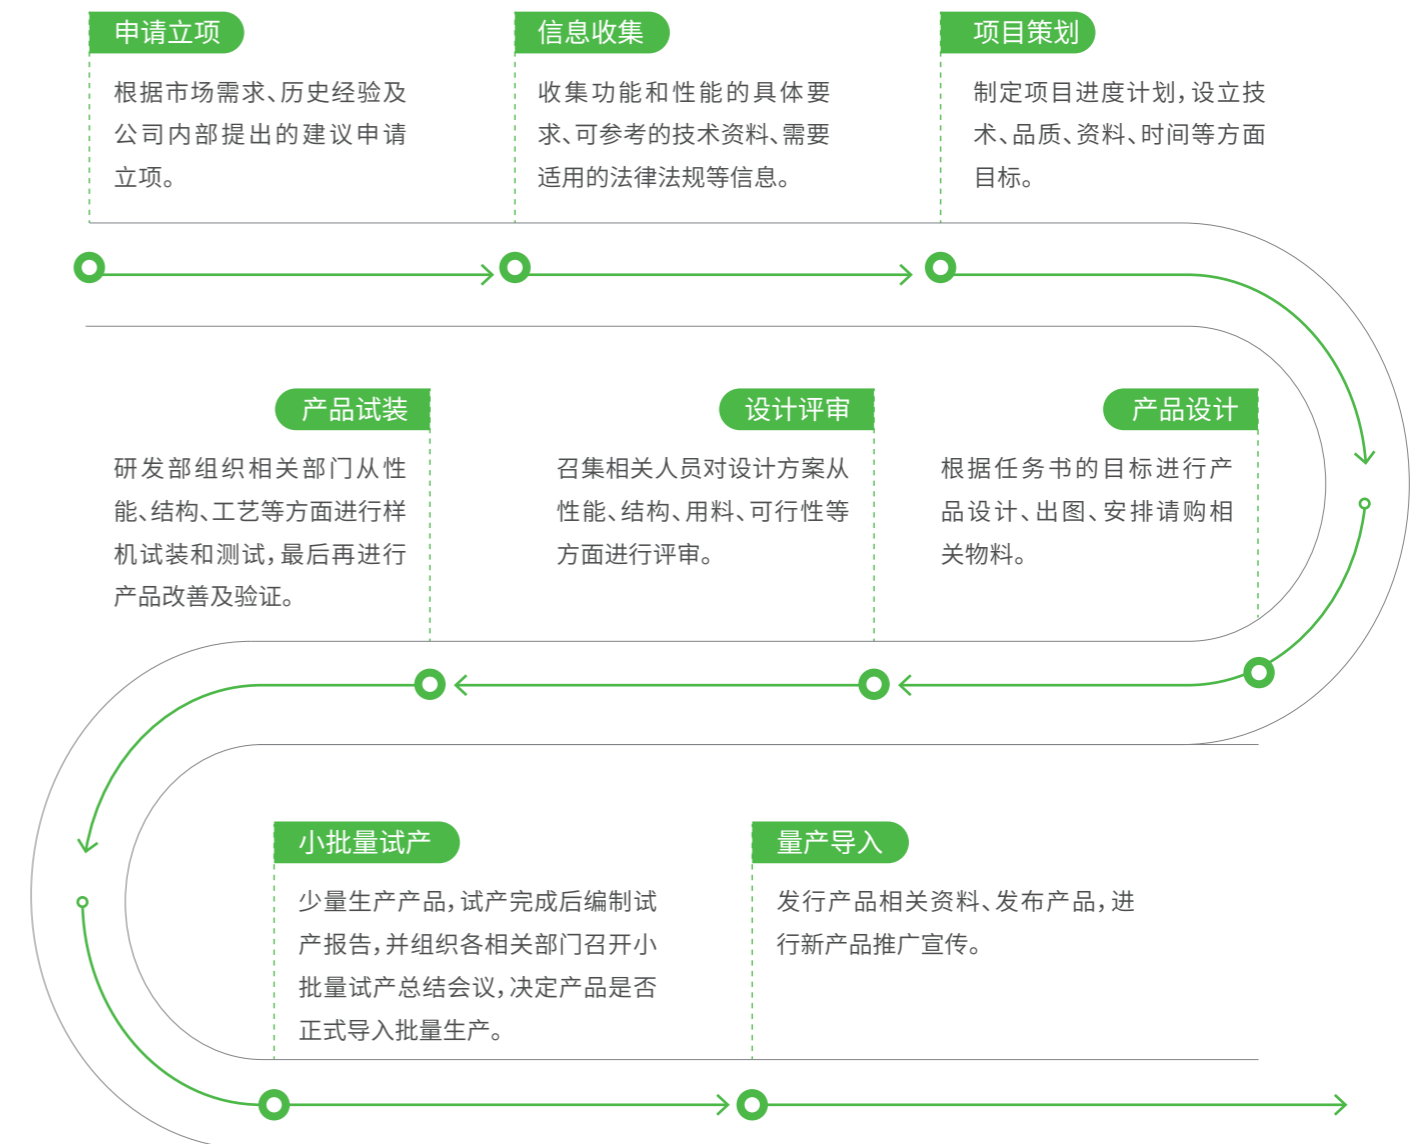 申请立项
根据市场需求、历史经验及
公司内部提出的建议申请
立项。
信息收集
收集功能和性能的具体要
求、可参考的技术资料、需要
适用的法律法规等信息。
项目策划
制定项目进度计划，设立技
术、品质、资料、时间等方面
目标。
产品设计
根据任务书的目标进行产
品设计、出图、安排请购相
关物料。
设计评审
召集相关人员对设计方案从
性能、结构、用料、可行性等
方面进行评审。
产品试装
研发部组织相关部门从性
能、结构、工艺等方面进行样
机试装和测试，最后再进行
产品改善及验证。
小批量试产
少量生产产品，试产完成后编制试
产报告，并组织各相关部门召开小
批量试产总结会议，决定产品是否
正式导入批量生产。
量产导入
发行产品相关资料、发布产品，进
行新产品推广宣传。